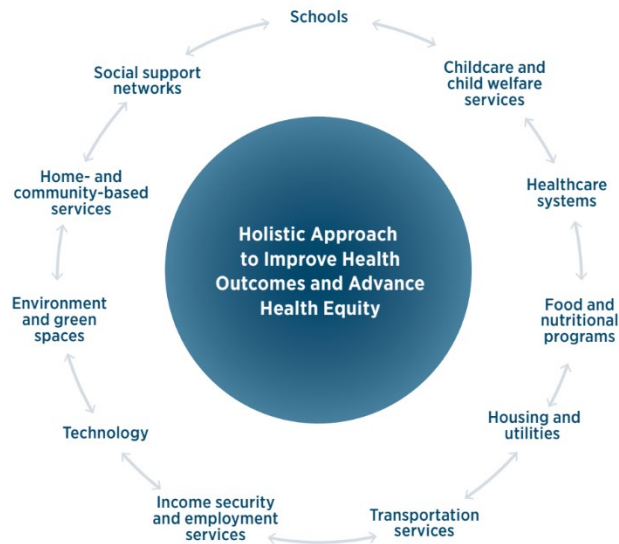 Schools
Childcare and
child welfare
services
Healthcare
systems
Food and
nutritional
programs
Housing and
utilities
Transportation
services
Income security
and employment
services
Technology
Environment
and green
spaces
Home- and
community-based
services
Social support
networks
Holistic Approach
to Improve Health
Outcomes and Advance
Health Equity